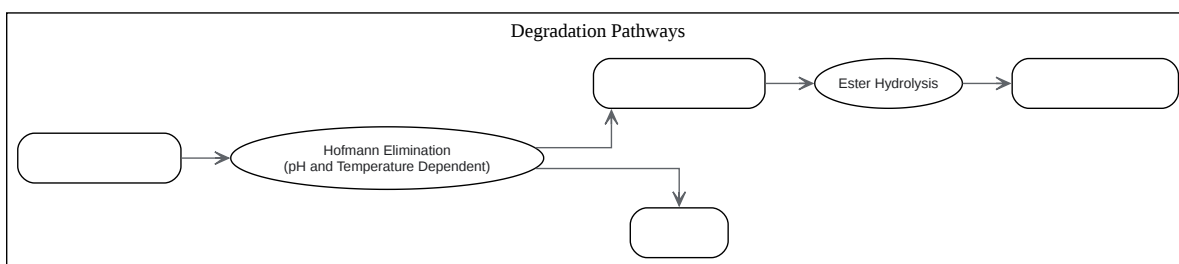 Degradation Pathways
Ester Hydrolysis
Hofmann Elimination
(pH and Temperature Dependent)